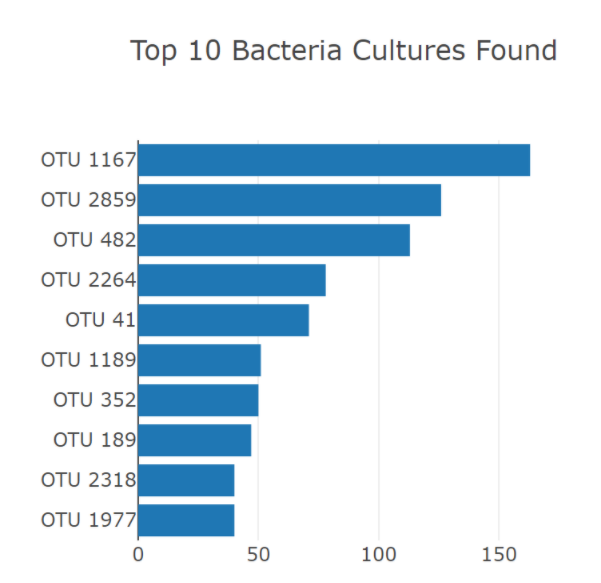 Top 10 Bacteria Cultures Found
OTU 1167
OTU 2859
OTU 482
OTU 2264
OTU 41
OTU 1189
OTU 352
OTU 189
OTU 2318
OTU 1977
0 50 100 150